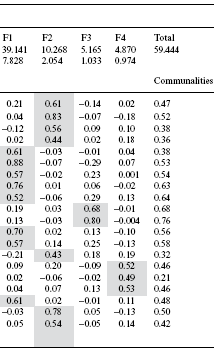 F1 F2 F3 F4 Total
39.141 10.268 5.165 4.870 59.444
7.828 2.054 1.033 0.974
Communalities
0.21 0.61 −0.14 0.02 0.47
0.04 0.83 −0.07 −0.18 0.52
−0.12 0.56 0.09 0.10 0.38
0.02 0.44 0.02 0.18 0.36
0.61 −0.03 −0.01 0.04 0.38
0.88 −0.07 −0.29 0.07 0.53
0.57 −0.02 0.23 0.001 0.54
0.76 0.01 0.06 −0.02 0.63
0.52 −0.06 0.29 0.13 0.64
0.19 0.03 0.68 −0.01 0.68
0.13 −0.03 0.80 −0.004 0.76
0.70 0.02 0.13 −0.10 0.56
0.57 0.14 0.25 −0.13 0.58
−0.21 0.43 0.18 0.19 0.32
0.09 0.20 −0.09 0.52 0.46
0.02 −0.06 −0.02 0.49 0.21
0.04 0.07 0.13 0.53 0.46
0.61 0.02 −0.01 0.11 0.48
−0.03 0.78 0.05 −0.13 0.50
0.05 0.54 −0.05 0.14 0.42